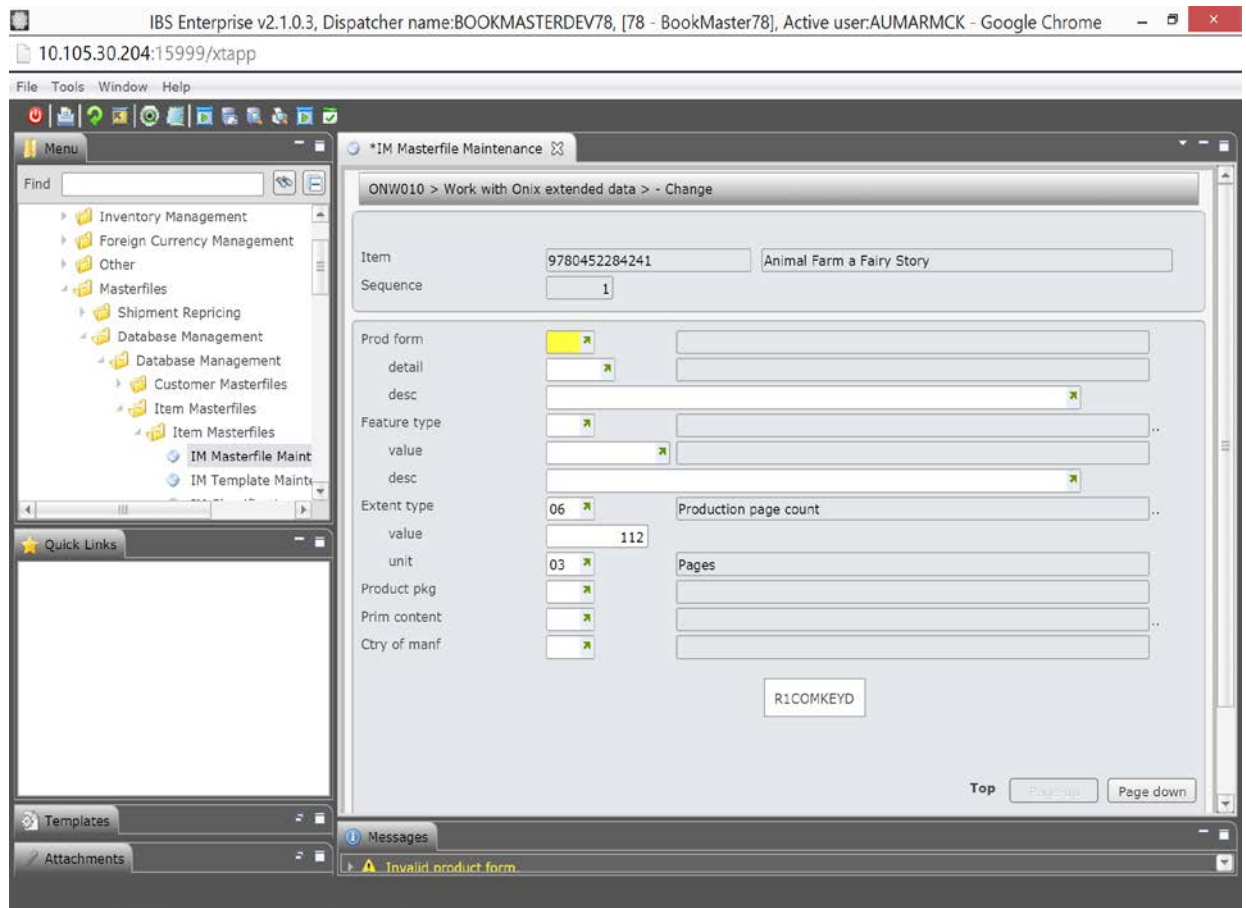 IBS Enterprise v2.1.0.3, Dispatcher name:BOOKMASTERDEV78, [78 - BookMaster78], Active user:AUMARMCK - Google Chrome
10.105.30.204:15999/xtapp
File Tools Window Help
Menu
Find
Inventory Management
Foreign Currency Management
Other
Masterfiles
Shipment Repricing
Database Management
Database Management
Customer Masterfiles
Item Masterfiles
Item Masterfiles
IM Masterfile Maint
IM Template Mainte
Quick Links
Templates
Attachments
*IM Masterfile Maintenance
ONW010 > Work with Onix extended data > - Change
Item 9780452284241 Animal Farm a Fairy Story
Sequence 1
Prod form
detail
desc
Feature type ..
value
desc
Extent type 06 Production page count ..
value 112
unit 03 Pages
Product pkg
Prim content ..
Ctry of manf
R1COMKEYD
Top Page up Page down
Messages
Invalid product form.